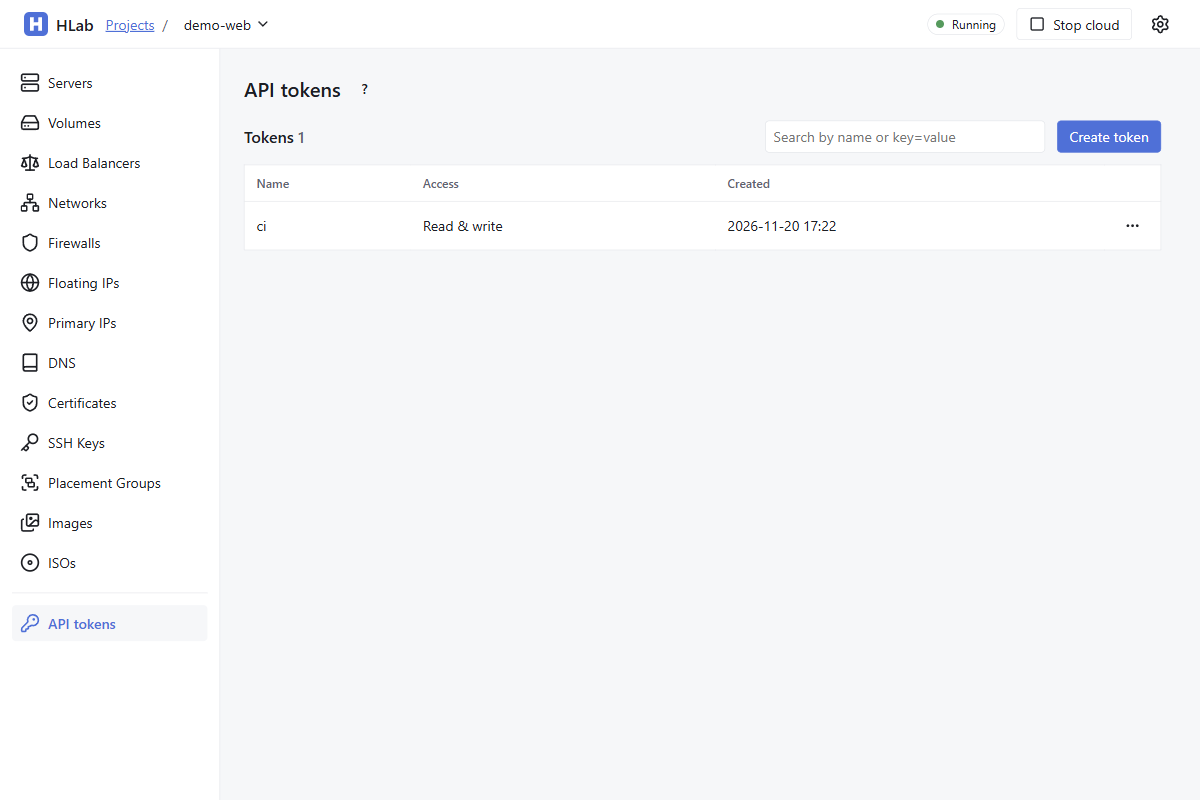 H HLab Projects / demo-web Running Stop cloud
Servers
Volumes
Load Balancers
Networks
Firewalls
Floating IPs
Primary IPs
DNS
Certificates
SSH Keys
Placement Groups
Images
ISOs
API tokens
API tokens ?
Tokens 1 Search by name or key=value Create token
Name Access Created
ci Read & write 2026-11-20 17:22